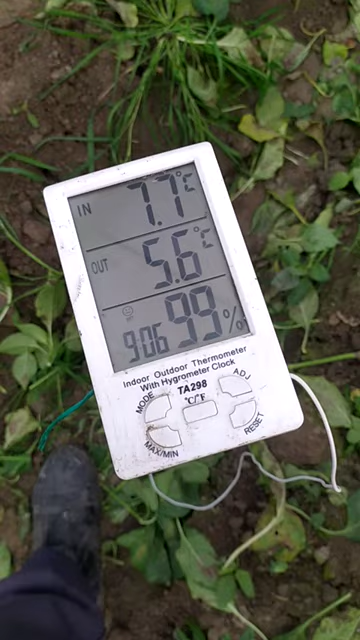 IN 7.7°C
OUT 5.6°C
9:06 99%
Indoor Outdoor Thermometer
With Hygrometer Clock
TA298
MODE °C/°F ADJ
MAX/MIN RESET